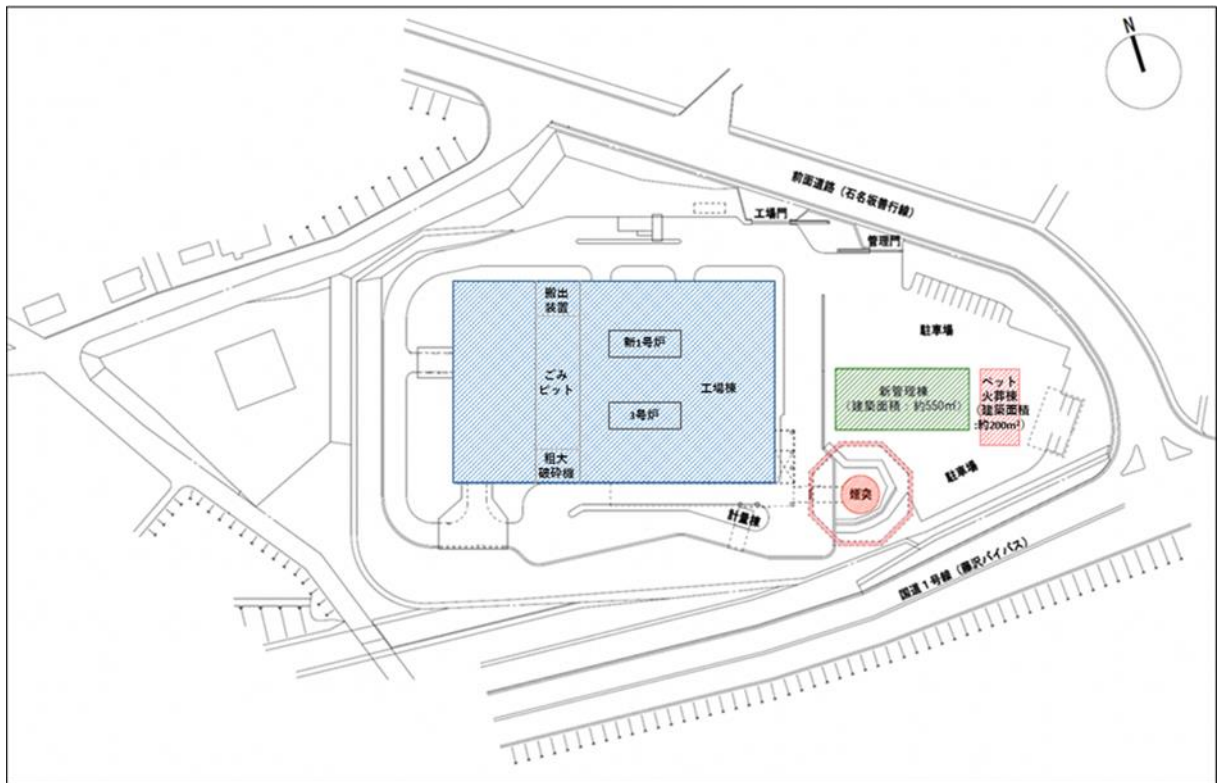 N
前面道路（石名坂善行線）
工場門
管理門
搬出
装置
新1号炉
駐車場
ごみ
ピット
工場棟
3号炉
新管理棟
（建築面積：約550㎡）
ペット
火葬棟
（建築面積
：約200m²）
粗大
破砕機
煙突
駐車場
計量棟
国道1号線（藤沢バイパス）